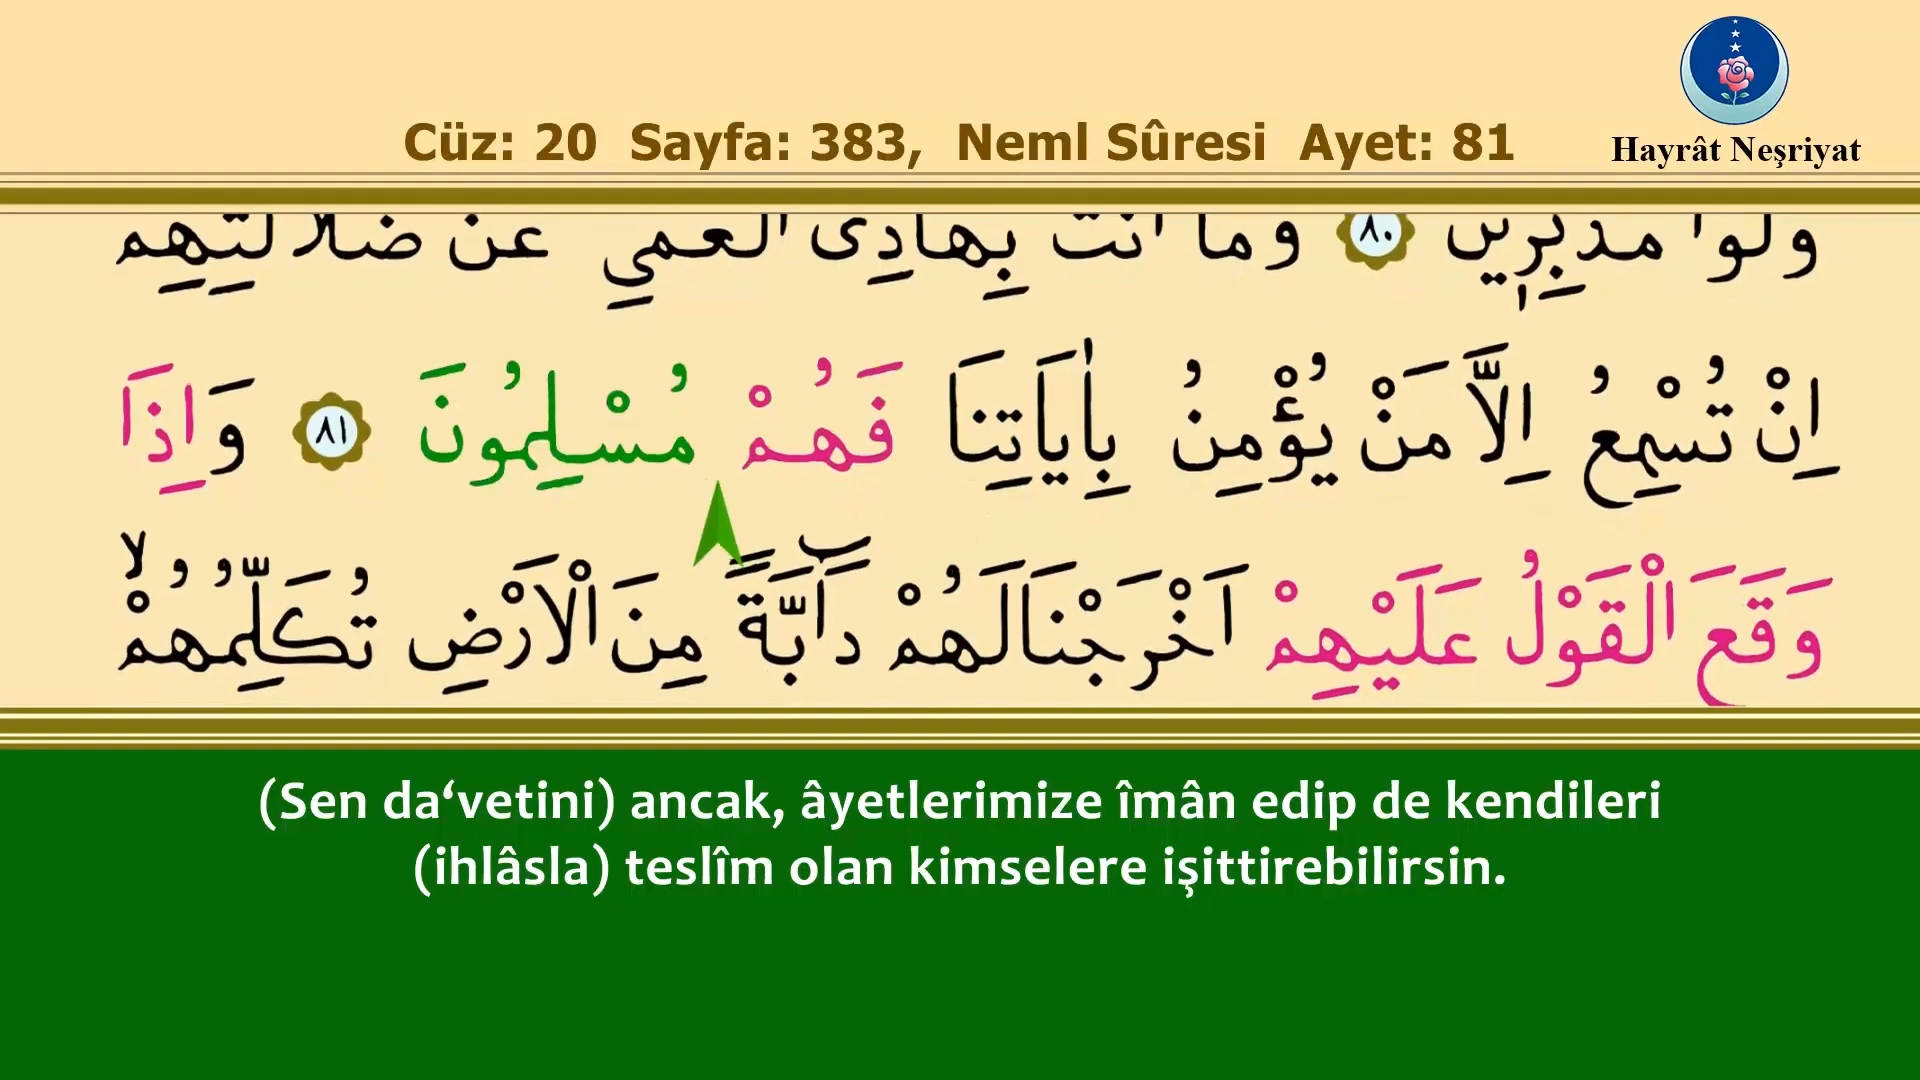 Cüz: 20 Sayfa: 383, Neml Sûresi Ayet: 81
Hayrât Neşriyat
وَلَّوْا مُدْبِرٖينَ ﴿٨٠﴾ وَمَٓا اَنْتَ بِهَادِى الْعُمْىِ عَنْ ضَلَالَتِهِمْ
اِنْ تُسْمِعُ اِلَّا مَنْ يُؤْمِنُ بِاٰيَاتِنَا فَهُمْ مُسْلِمُونَ ﴿٨١﴾ وَاِذَا
وَقَعَ الْقَوْلُ عَلَيْهِمْ اَخْرَجْنَالَهُمْ دَٓابَّةً مِنَ الْاَرْضِ تُكَلِّمُهُمْۙ
(Sen da‘vetini) ancak, âyetlerimize îmân edip de kendileri
(ihlâsla) teslîm olan kimselere işittirebilirsin.